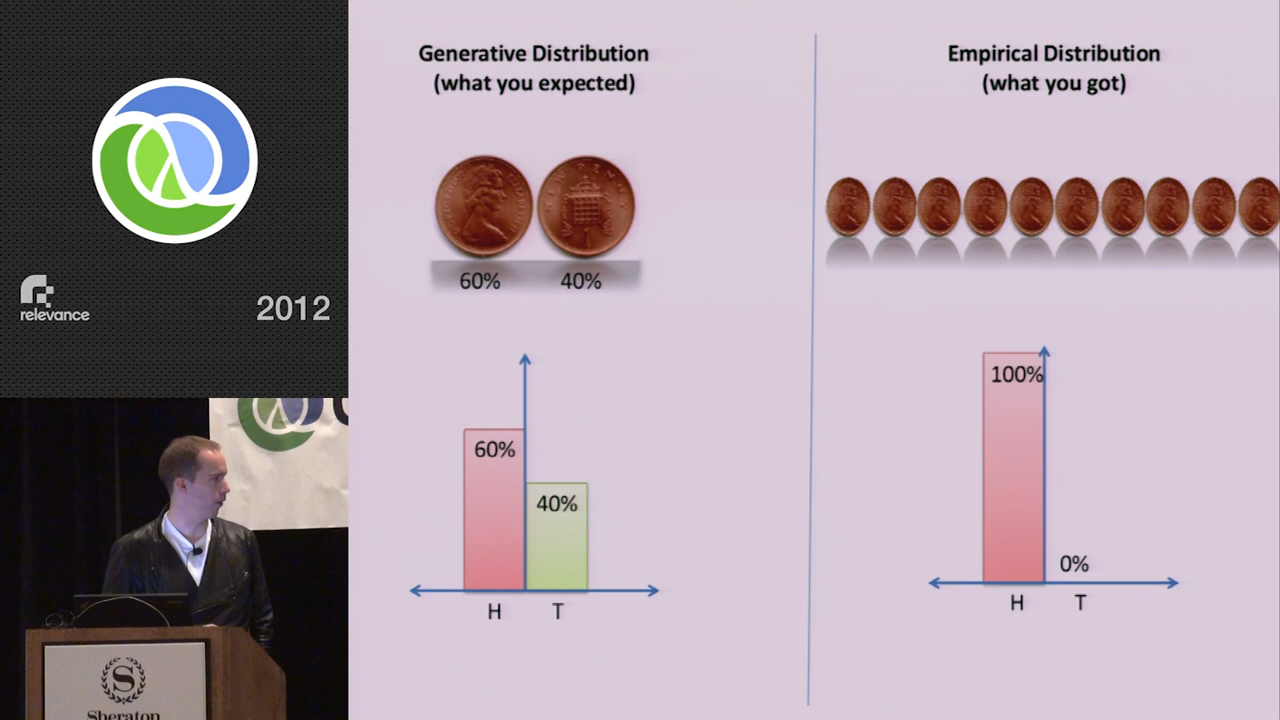 relevance
2012
Generative Distribution
(what you expected)
60%
40%
60%
40%
H
T
Empirical Distribution
(what you got)
100%
0%
H
T
S
Sheraton